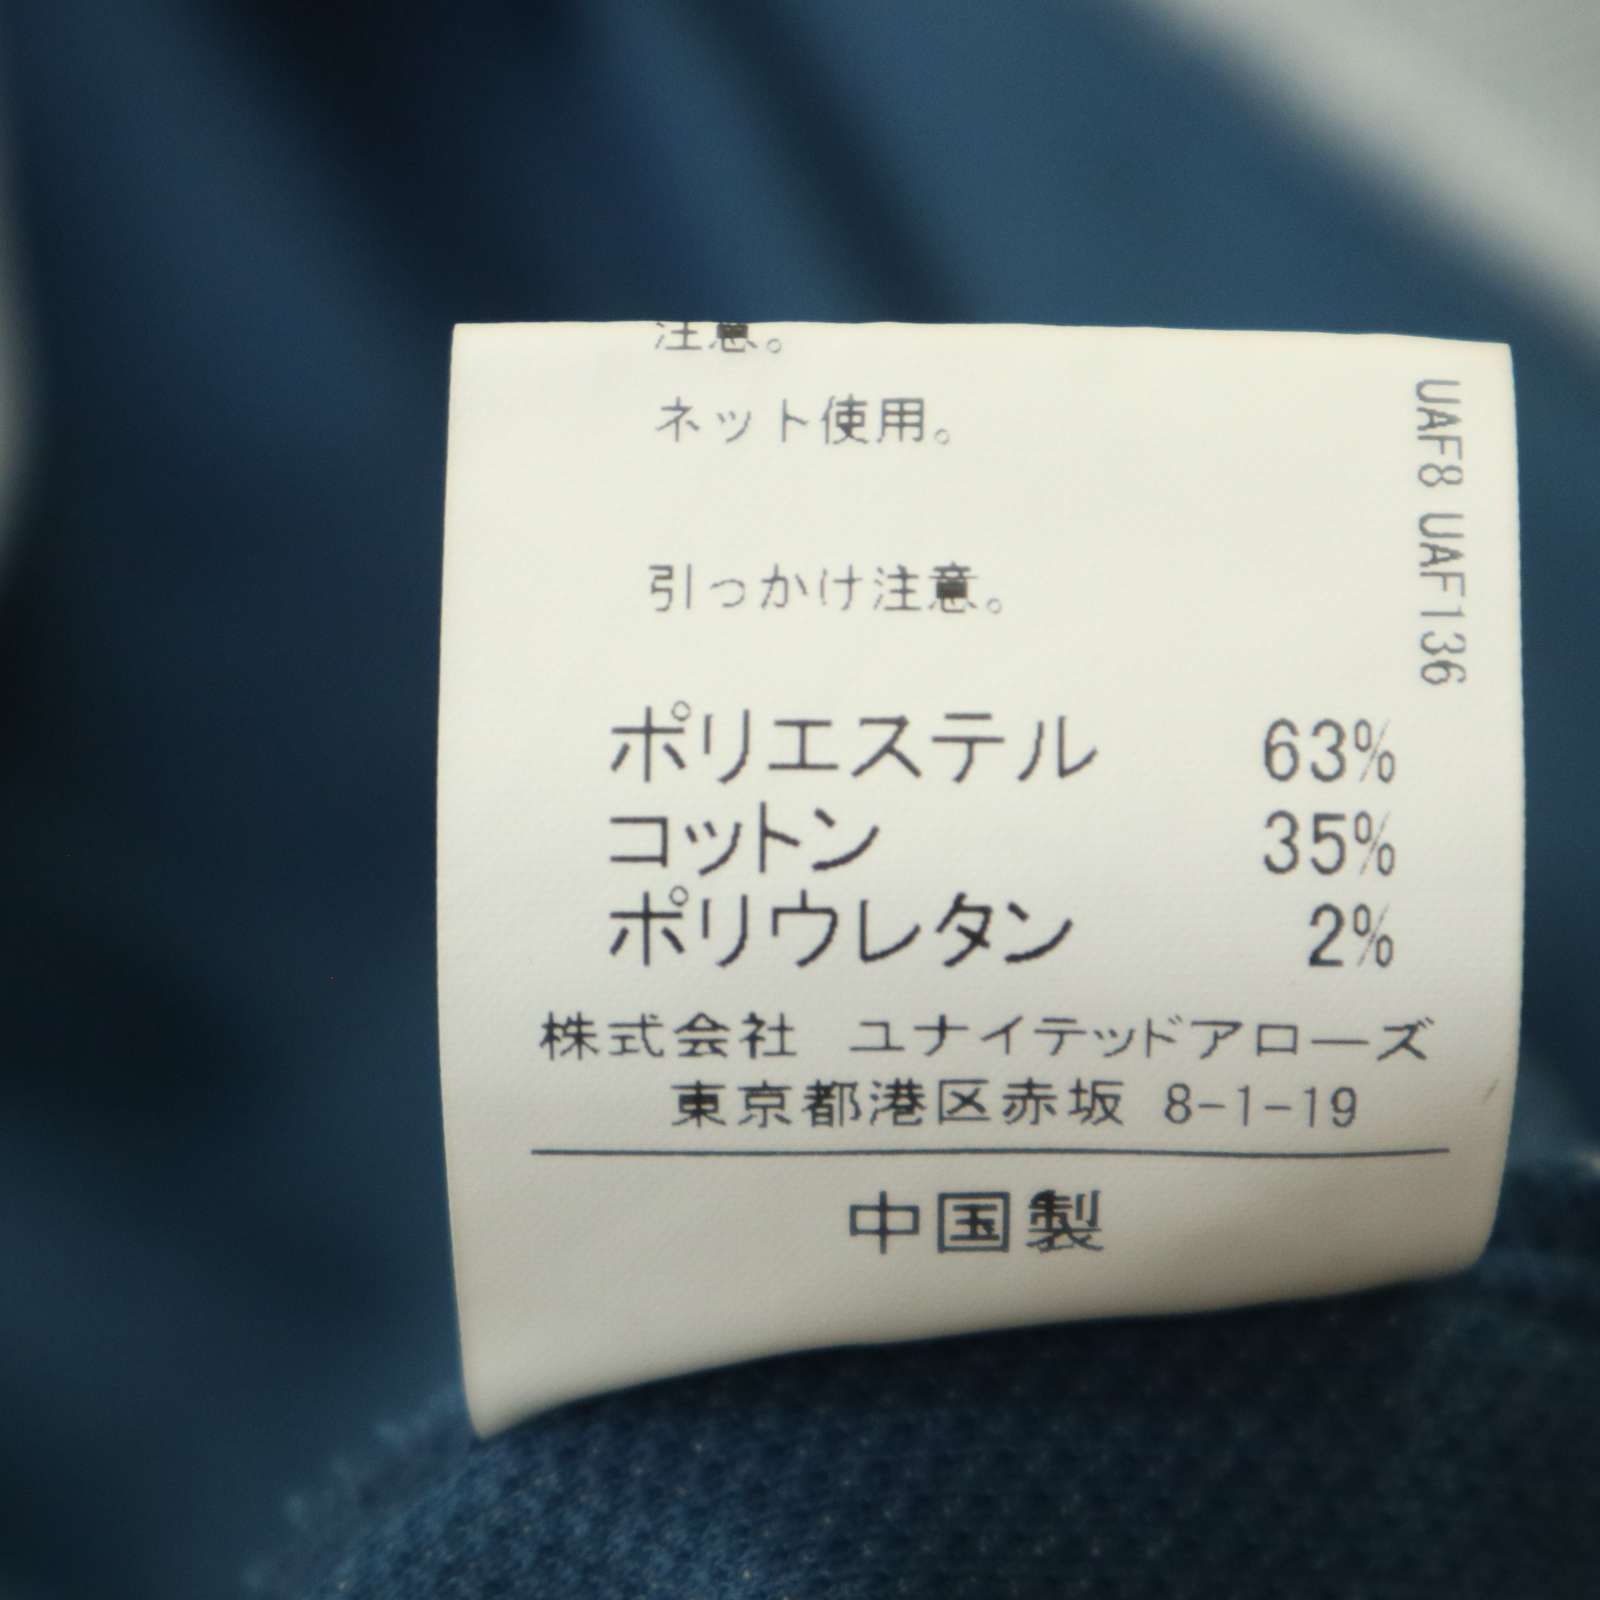 注意。
ネット使用。
引っかけ注意。
ポリエステル 63%
コットン 35%
ポリウレタン 2%
株式会社 ユナイテッドアローズ
東京都港区赤坂 8-1-19
中国製
UAF8 UAF136